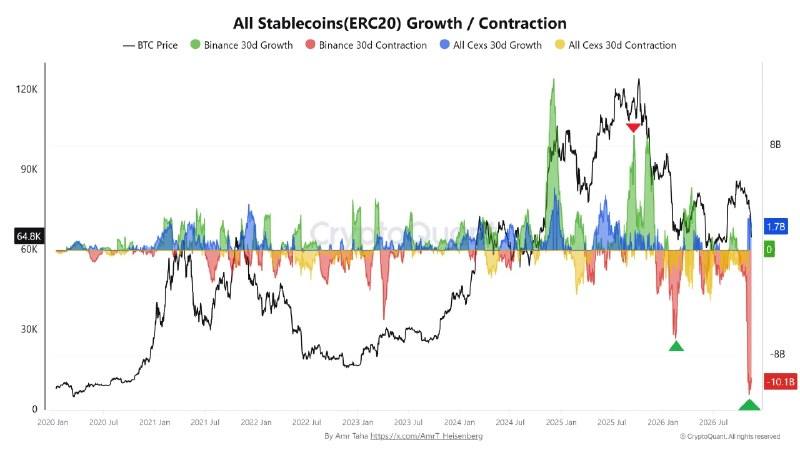 All Stablecoins(ERC20) Growth / Contraction
BTC Price Binance 30d Growth Binance 30d Contraction All Cexs 30d Growth All Cexs 30d Contraction
120K
8B
90K
CryptoQuant
64.8K
1.7B
60K
0
30K
-8B
-10.1B
0
2020 Jan 2020 Jul 2021 Jan 2021 Jul 2022 Jan 2022 Jul 2023 Jan 2023 Jul 2024 Jan 2024 Jul 2025 Jan 2025 Jul 2026 Jan 2026 Jul
By Amr Taha https://x.com/AmrT_Heisenberg
© CryptoQuant. All rights reserved